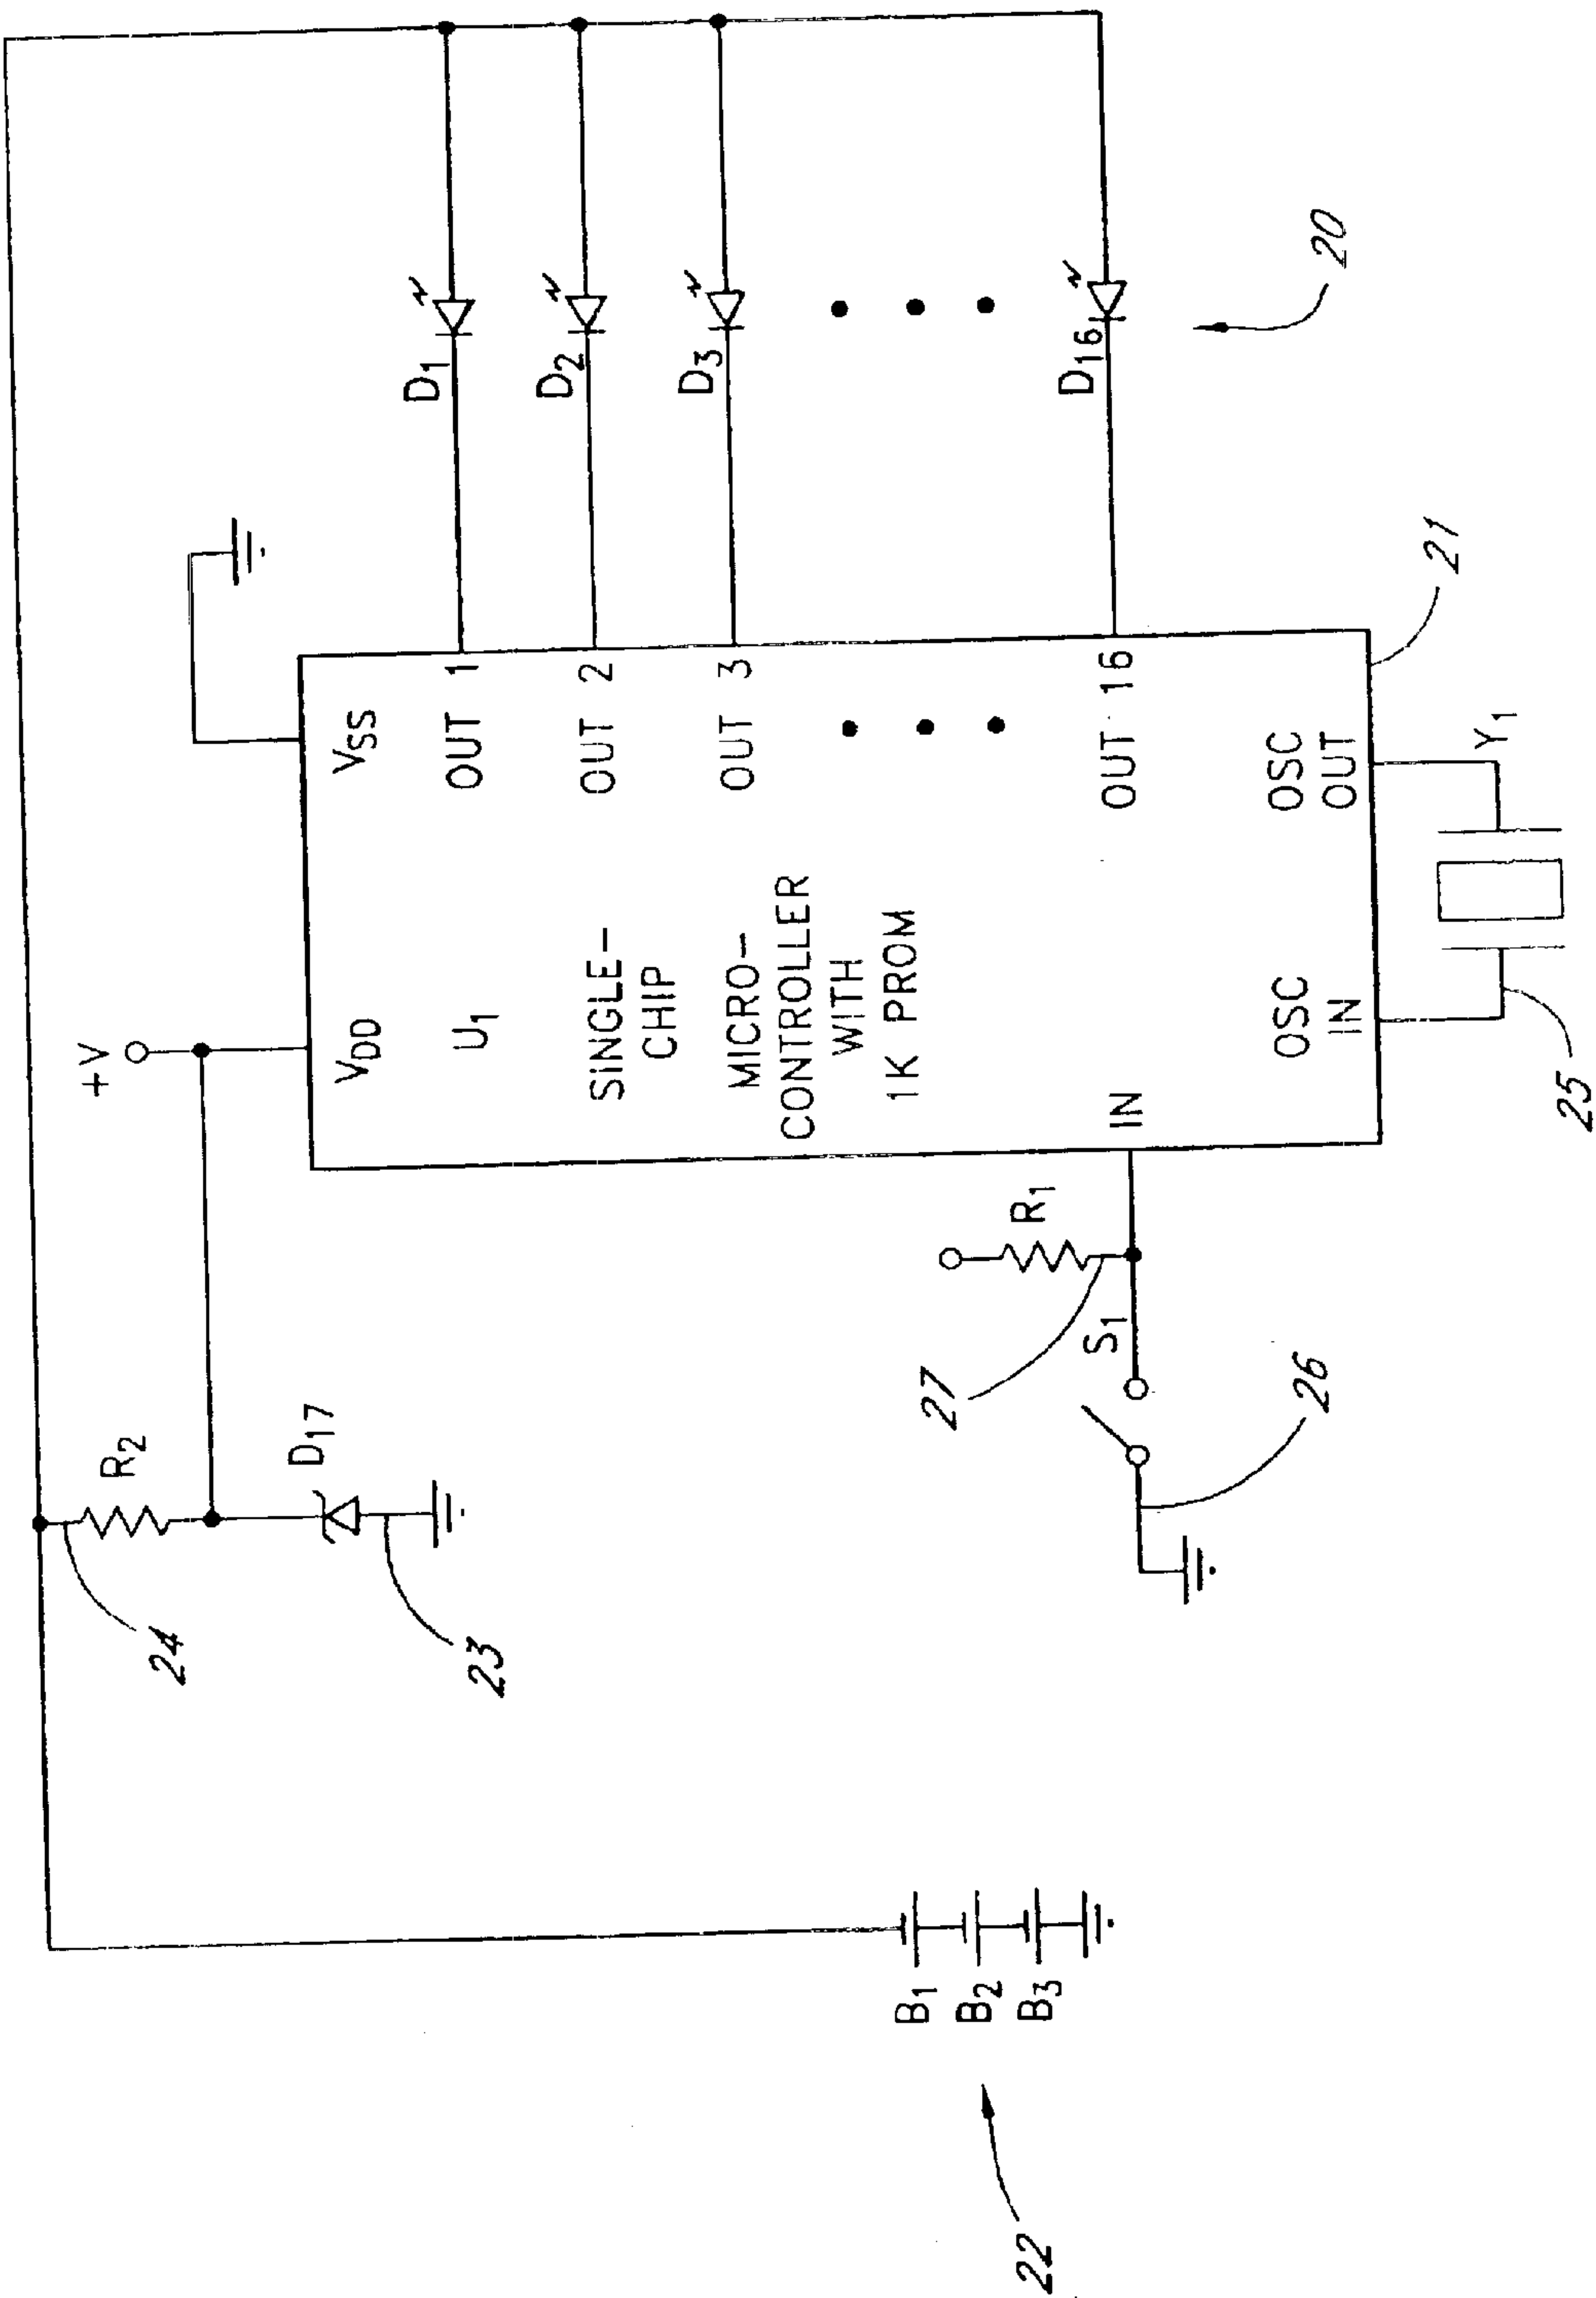 +V
R2
24
D17
23
VDD
VSS
U1
OUT 1
D1
SINGLE-
CHIP
OUT 2
D2
MICRO-
CONTROLLER
WITH
1K PROM
OUT 3
D3
R1
27
S1
26
IN
OUT 16
D16
20
OSC
IN
OSC
OUT
21
Y1
25
B1
B2
B3
22